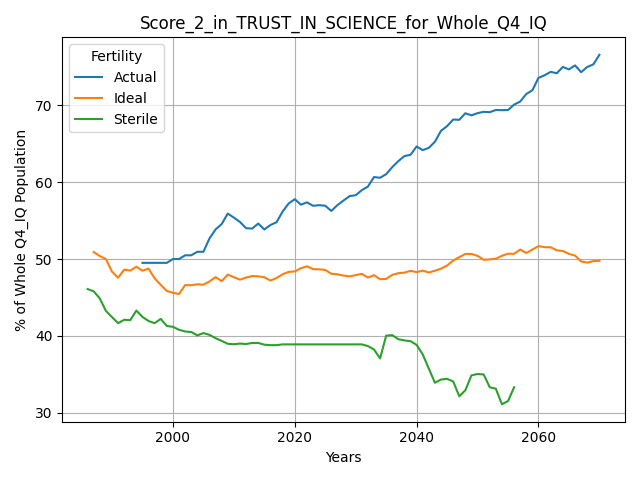 Score_2_in_TRUST_IN_SCIENCE_for_Whole_Q4_IQ
Fertility
Actual
Ideal
Sterile
% of Whole Q4_IQ Population
70
60
50
40
30
2000
2020
2040
2060
Years